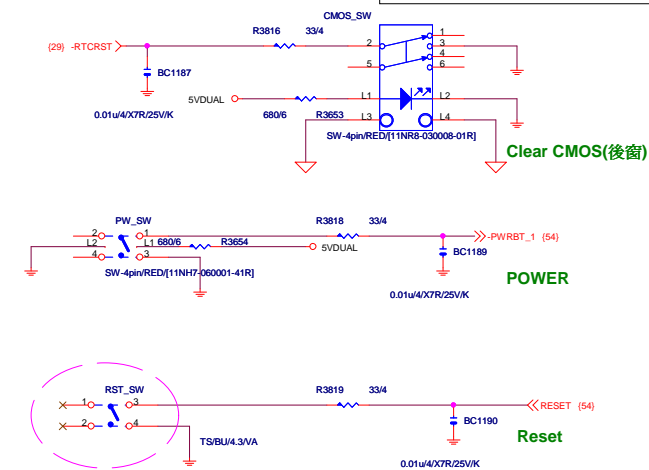 CMOS_SW
R3816 33/4
{29} -RTCRST
2
1
3
4
5
6
BC1187
0.01u/4/X7R/25V/K
5VDUAL
L1
L2
680/6
R3653
L3
L4
SW-4pin/RED/[11NR8-030008-01R]
Clear CMOS(後窗)
PW_SW
2
1
L2
L1
680/6
R3654
5VDUAL
4
3
SW-4pin/RED/[11NH7-060001-41R]
R3818 33/4
-PWRBT_1 {54}
BC1189
0.01u/4/X7R/25V/K
POWER
RST_SW
1
3
2
4
TS/BU/4.3/VA
R3819 33/4
RESET {54}
BC1190
0.01u/4/X7R/25V/K
Reset